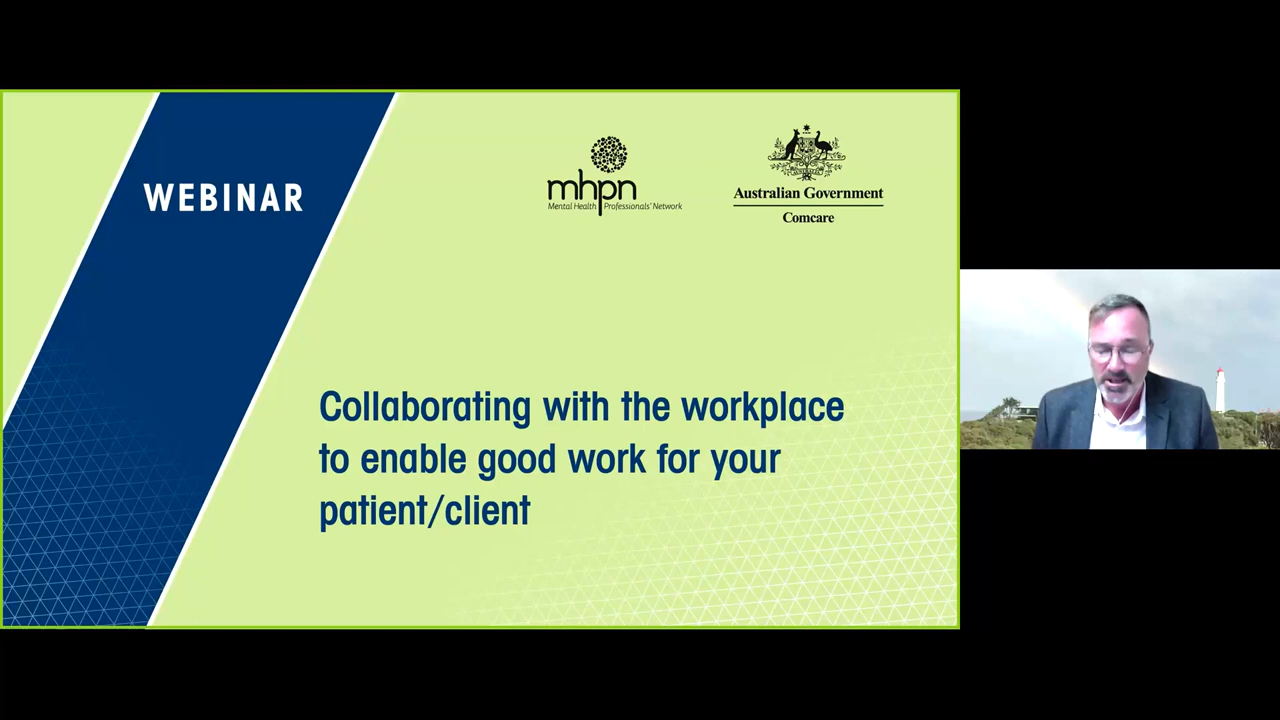 WEBINAR
mhpn
Mental Health Professionals' Network
Australian Government
Comcare
Collaborating with the workplace
to enable good work for your
patient/client